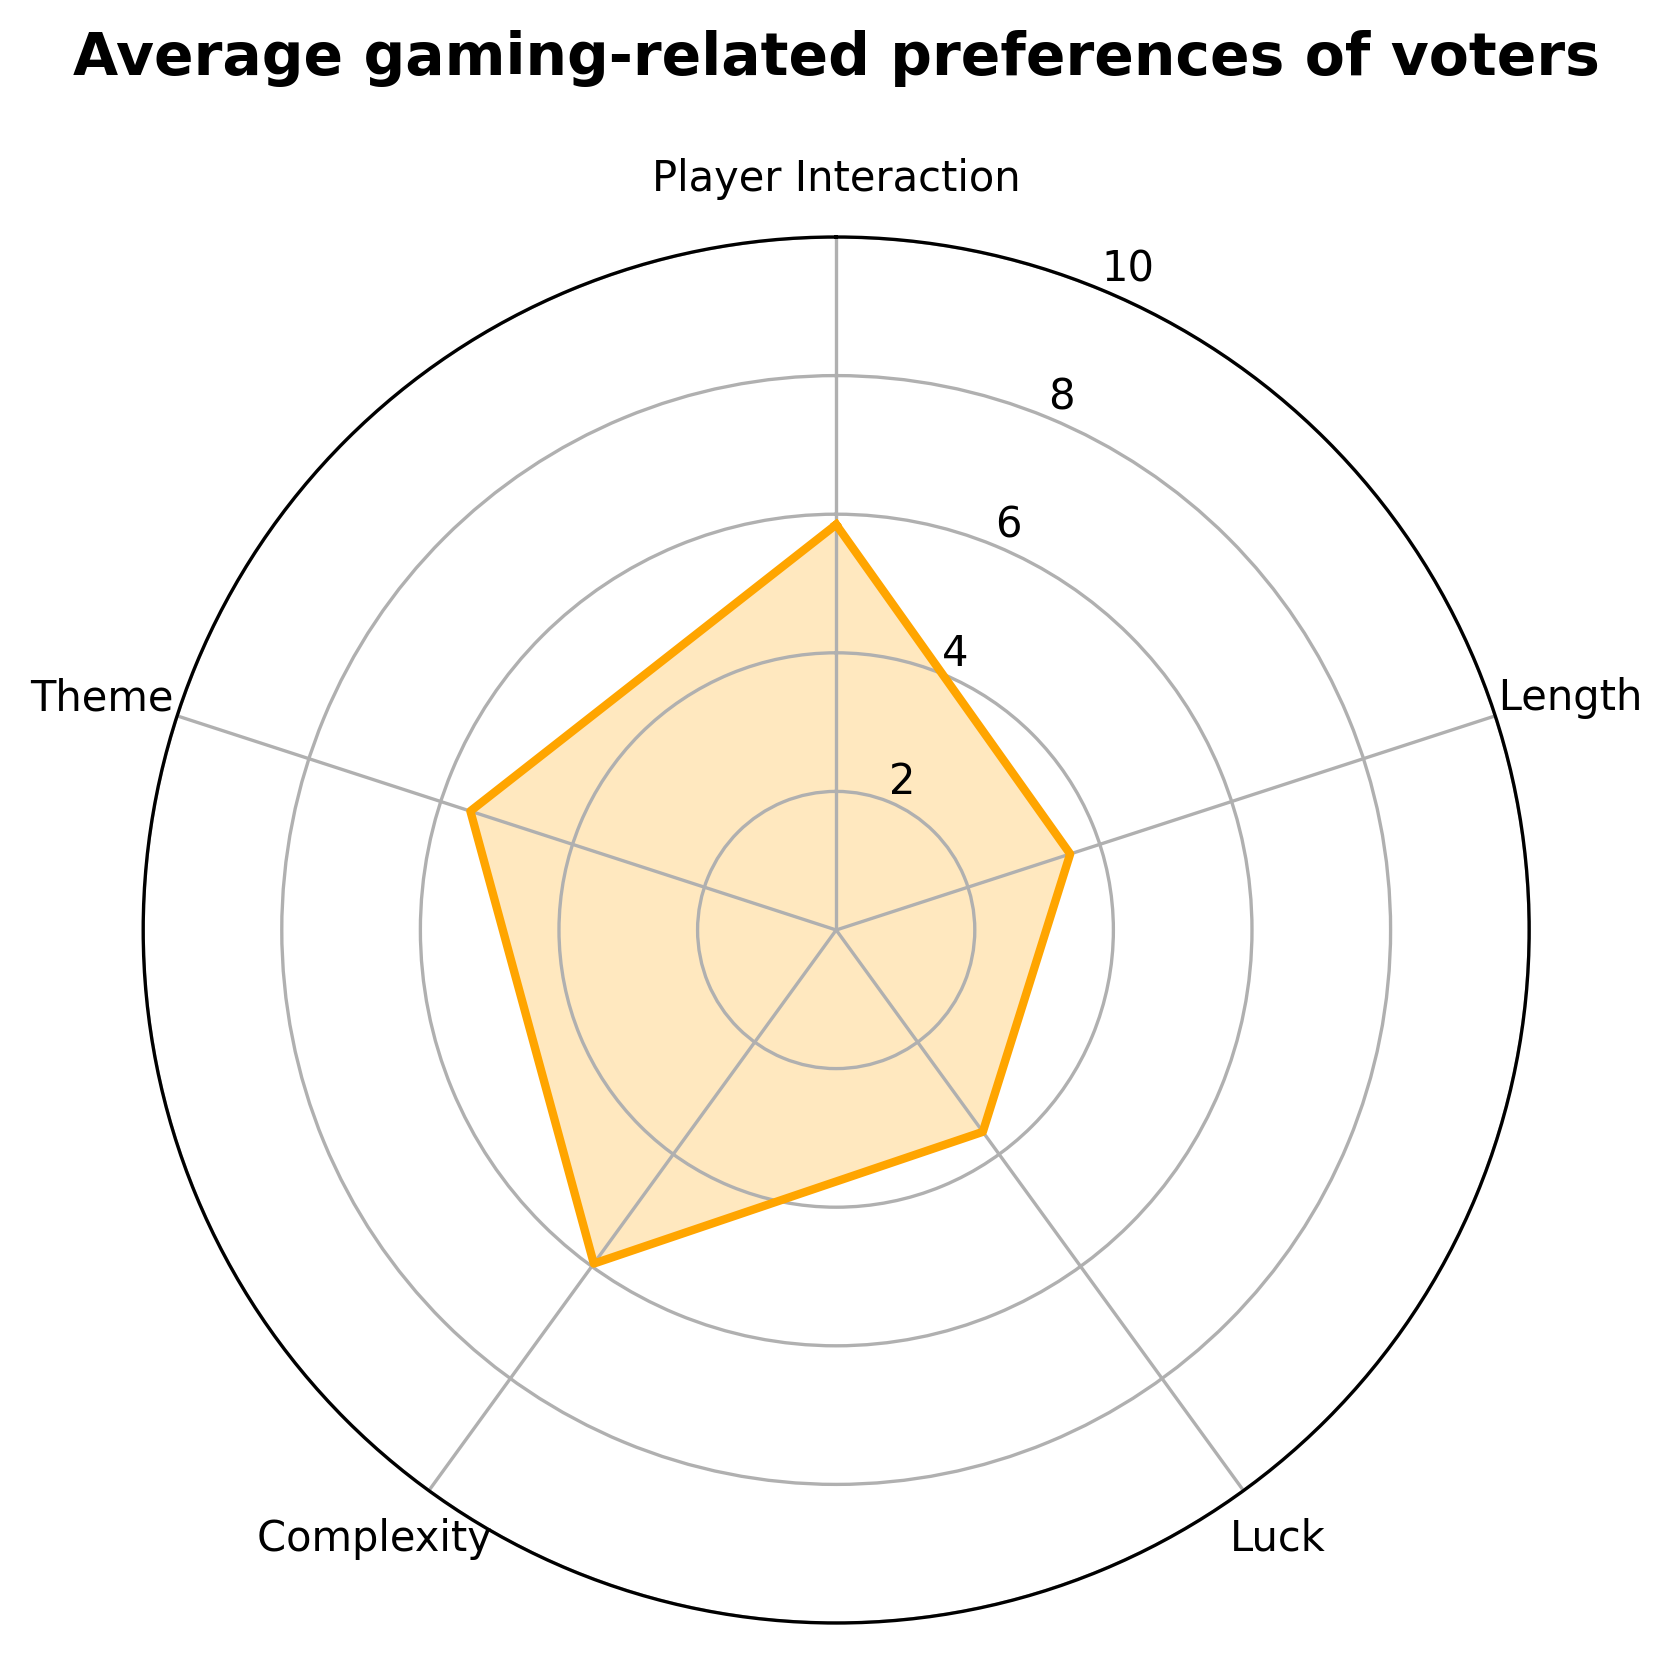 Average gaming-related preferences of voters
Player Interaction
10
8
6
4
2
Theme
Length
Complexity
Luck